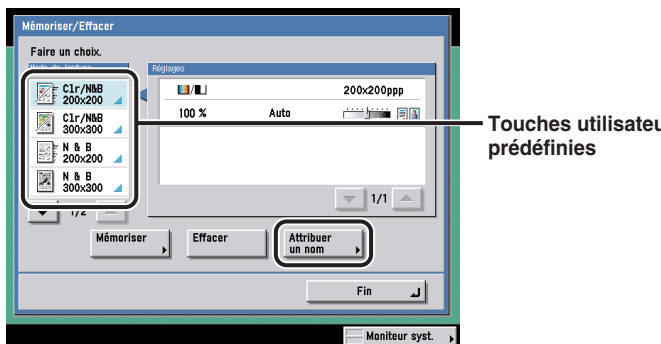 Mémoriser/Effacer
Faire un choix.
Réglages
Clr/N&B
200x200
200x200ppp
Clr/N&B
300x300
100 %
Auto
N & B
200x200
N & B
300x300
1/1
1/2
Mémoriser
Effacer
Attribuer
un nom
Fin
Moniteur syst.
Touches utilisateu
prédéfinies